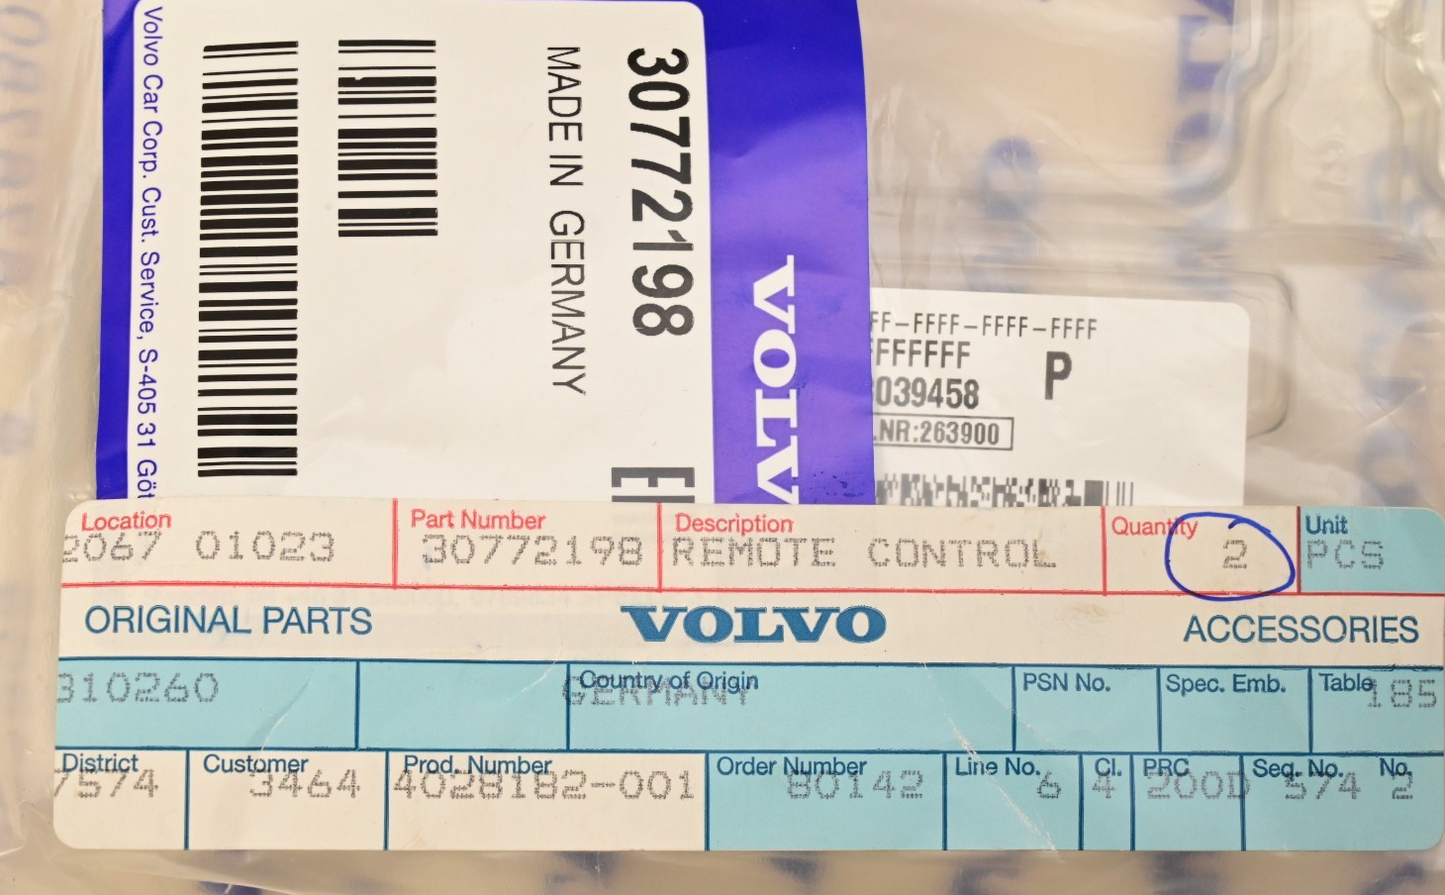 Volvo Car Corp. Cust. Service, S-405 31 Göt
MADE IN GERMANY
30772198
VOLV
FF-FFFF-FFFF-FFFF
FFFFFFF
P
039458
NR:263900
Location
Part Number
Description
Quantity
Unit
2067 01023
30772198
REMOTE CONTROL
2
PCS
ORIGINAL PARTS
VOLVO
ACCESSORIES
Country of Origin
PSN No.
Spec. Emb.
Table
310260
GERMANY
185
District
Customer
Prod. Number
Order Number
Line No.
Cl.
PRC
Seq. No.
No.
7574
3464
4028182-001
80142
6
4
200D
574
2